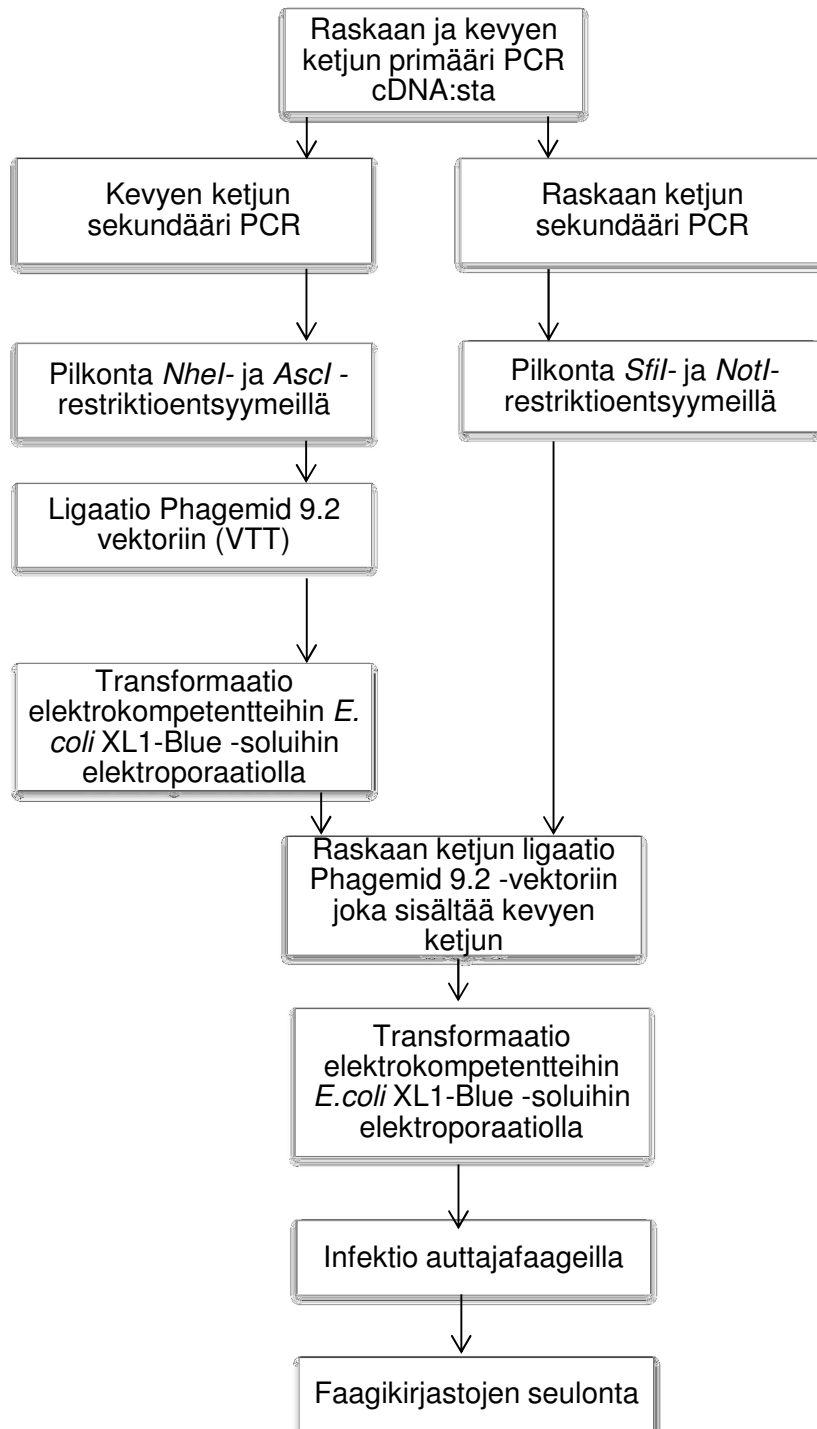 Raskaan ja kevyen
ketjun primääri PCR
cDNA:sta
Kevyen ketjun
sekundääri PCR
Raskaan ketjun
sekundääri PCR
Pilkonta NheI- ja AscI -
restriktioentsyymeillä
Pilkonta SfiI- ja NotI-
restriktioentsyymeillä
Ligaatio Phagemid 9.2
vektoriin (VTT)
Transformaatio
elektrokompetentteihin E.
coli XL1-Blue -soluihin
elektroporaatiolla
Raskaan ketjun ligaatio
Phagemid 9.2 -vektoriin
joka sisältää kevyen
ketjun
Transformaatio
elektrokompetentteihin
E.coli XL1-Blue -soluihin
elektroporaatiolla
Infektio auttajafaageilla
Faagikirjastojen seulonta